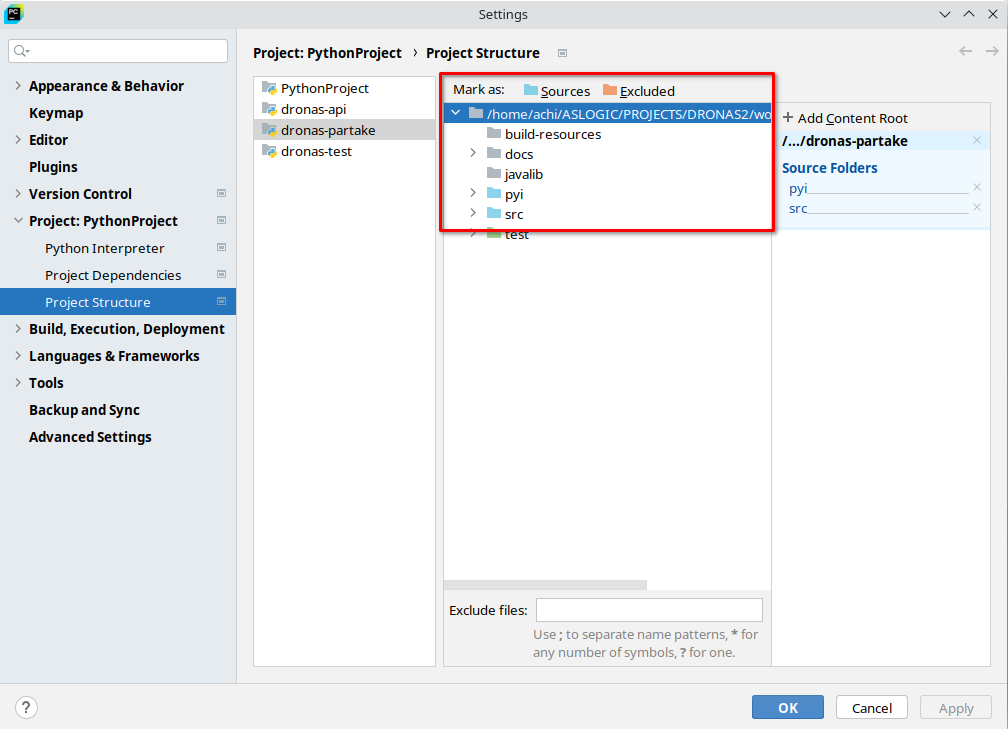 PC
Settings
Appearance & Behavior
Keymap
Editor
Plugins
Version Control
Project: PythonProject
Python Interpreter
Project Dependencies
Project Structure
Build, Execution, Deployment
Languages & Frameworks
Tools
Backup and Sync
Advanced Settings
Project: PythonProject › Project Structure
PythonProject
dronas-api
dronas-partake
dronas-test
Mark as: Sources Excluded
/home/achi/ASLOGIC/PROJECTS/DRONAS2/wo
build-resources
docs
javalib
pyi
src
test
Exclude files:
Use ; to separate name patterns, * for
any number of symbols, ? for one.
+ Add Content Root
/.../dronas-partake
Source Folders
pyi
src
?
OK
Cancel
Apply